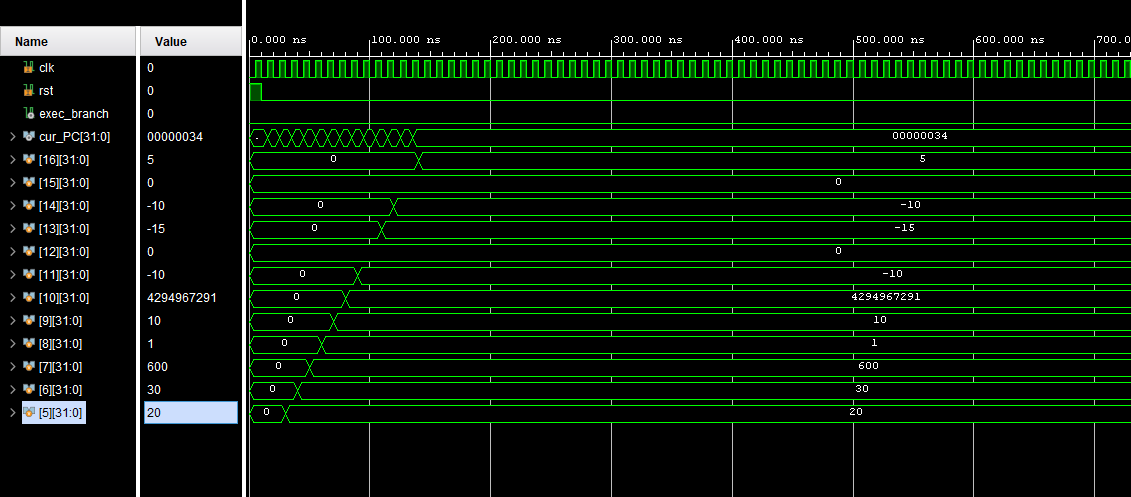 Name Value
0.000 ns 100.000 ns 200.000 ns 300.000 ns 400.000 ns 500.000 ns 600.000 ns 700.0
clk 0
rst 0
exec_branch 0
cur_PC[31:0] 00000034 00000034
[16][31:0] 5 0 5
[15][31:0] 0 0
[14][31:0] -10 0 -10
[13][31:0] -15 0 -15
[12][31:0] 0 0
[11][31:0] -10 0 -10
[10][31:0] 4294967291 0 4294967291
[9][31:0] 10 0 10
[8][31:0] 1 0 1
[7][31:0] 600 0 600
[6][31:0] 30 0 30
[5][31:0] 20 0 20